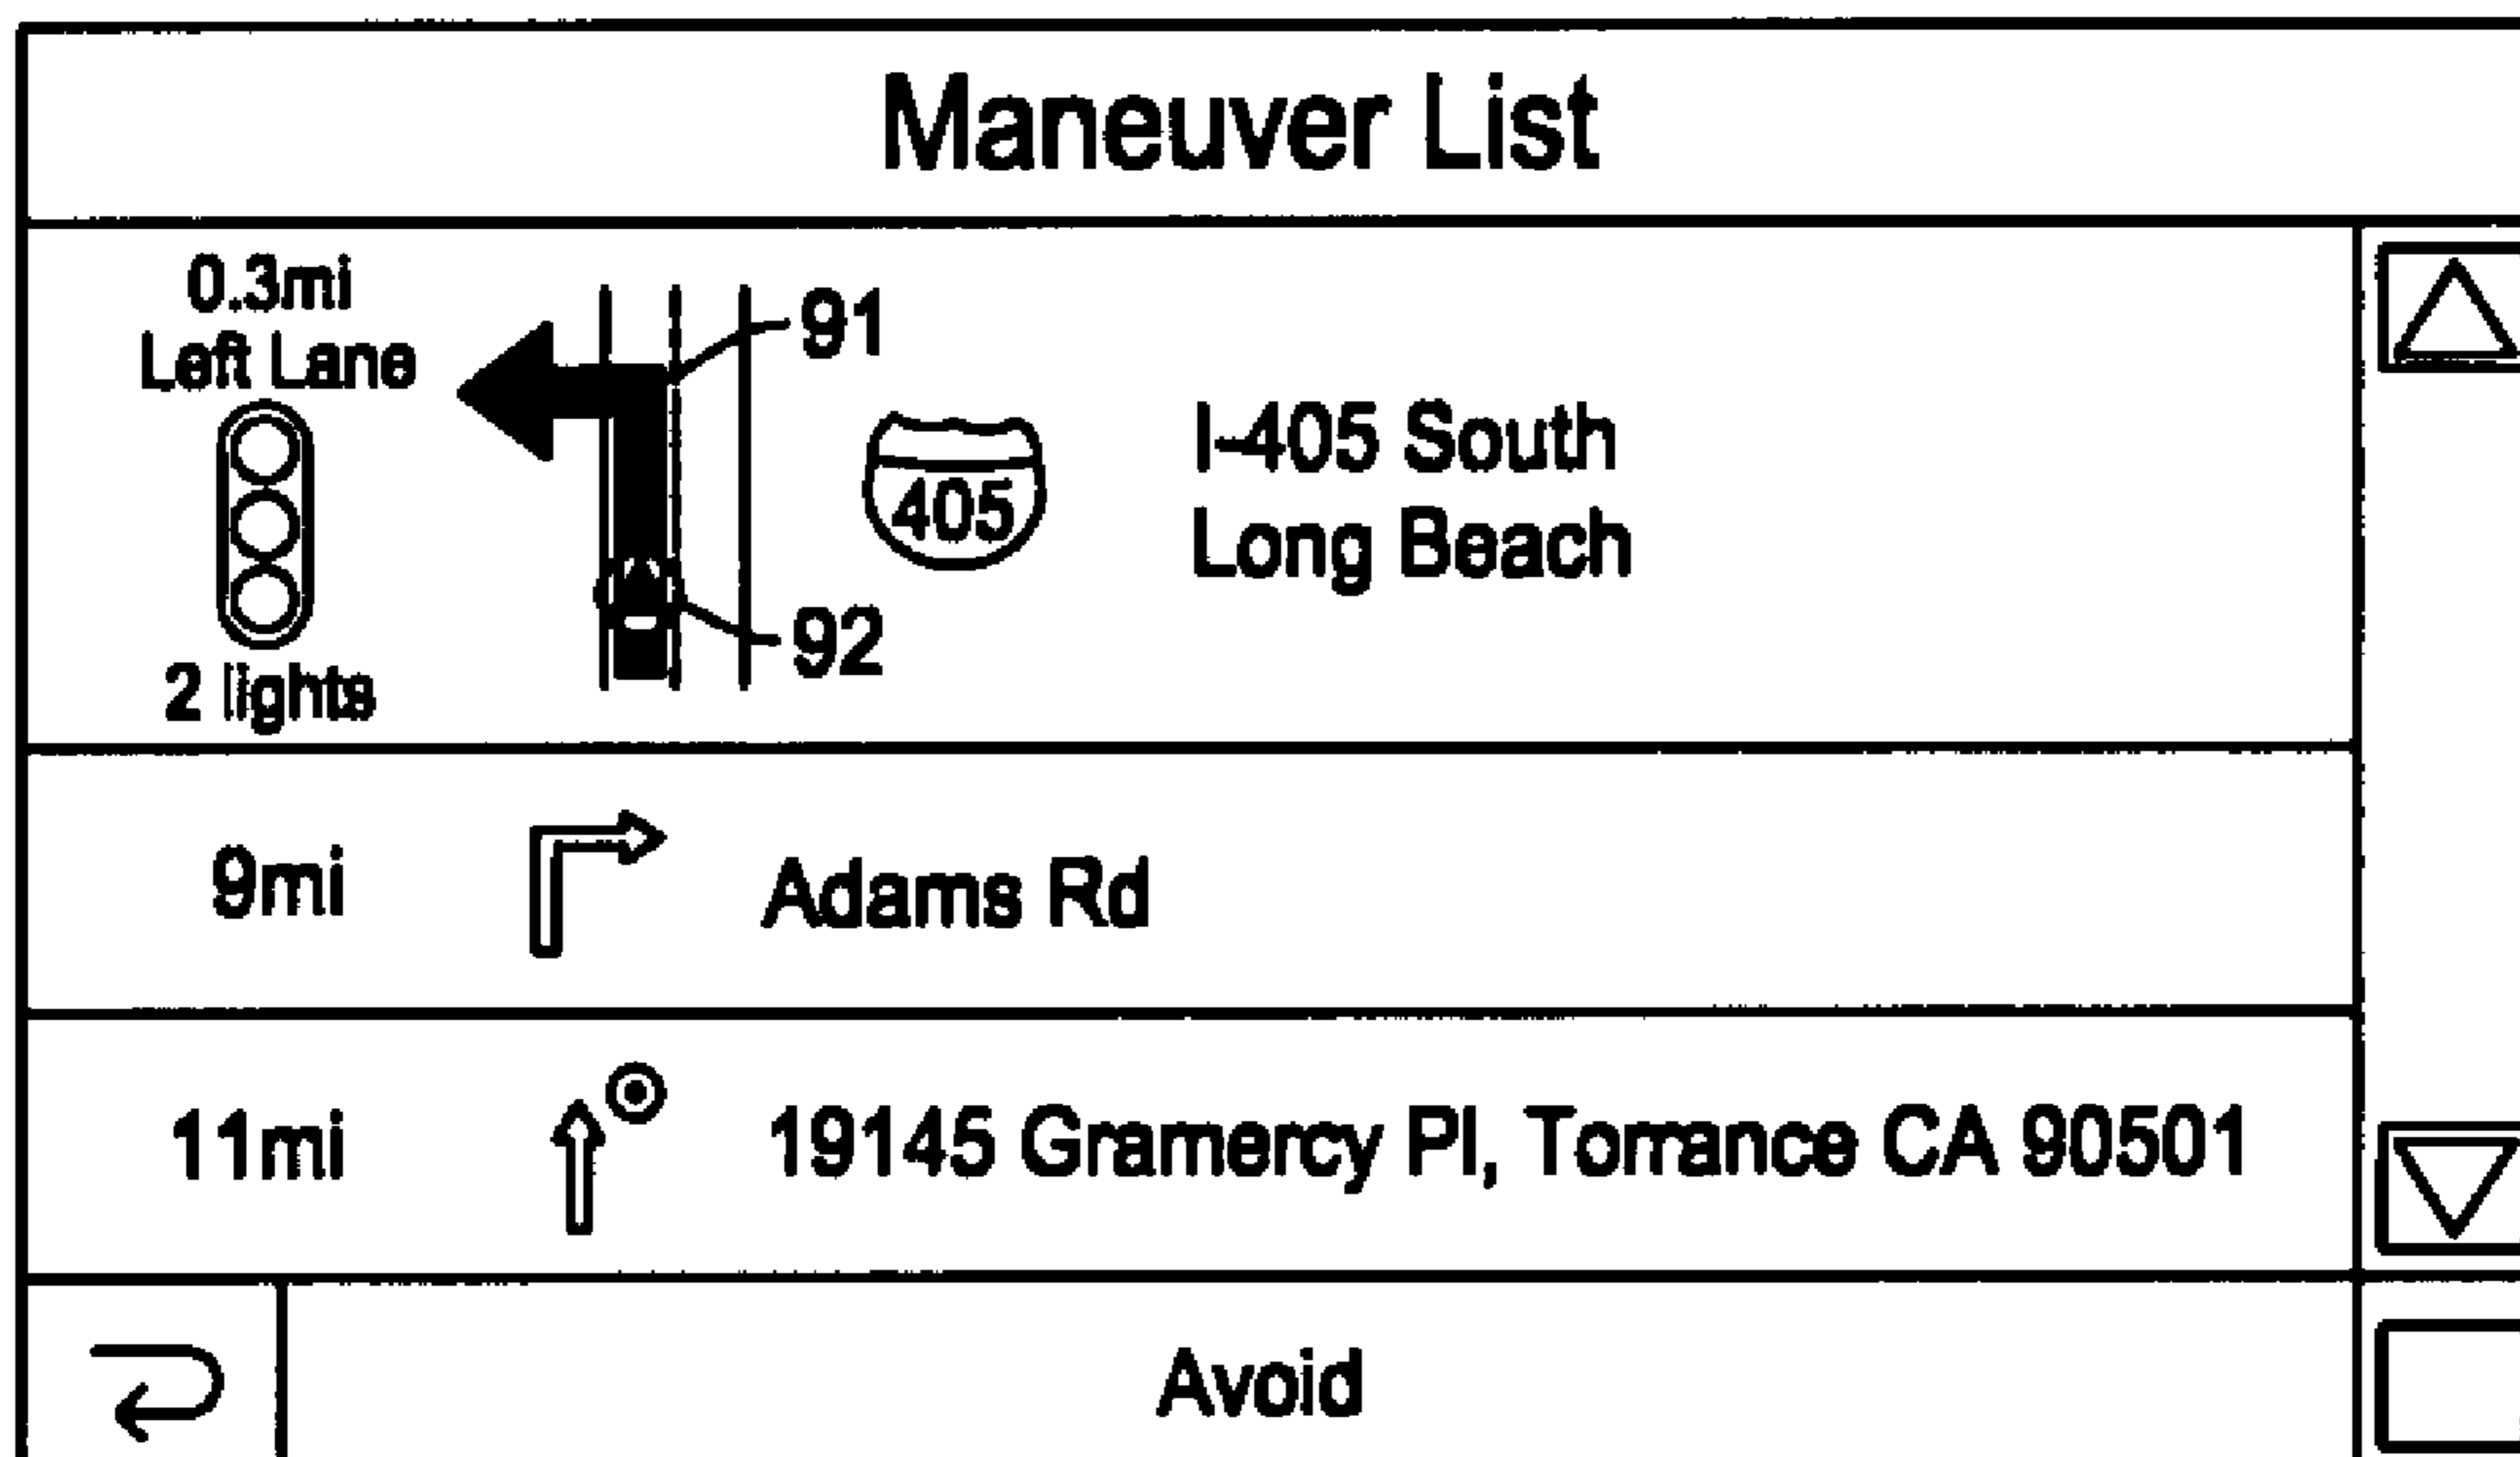 Maneuver List
0.3mi
Left Lane
2 lights
91
92
405
I-405 South
Long Beach
9mi
Adams Rd
11mi
19145 Gramercy Pl, Torrance CA 90501
Avoid